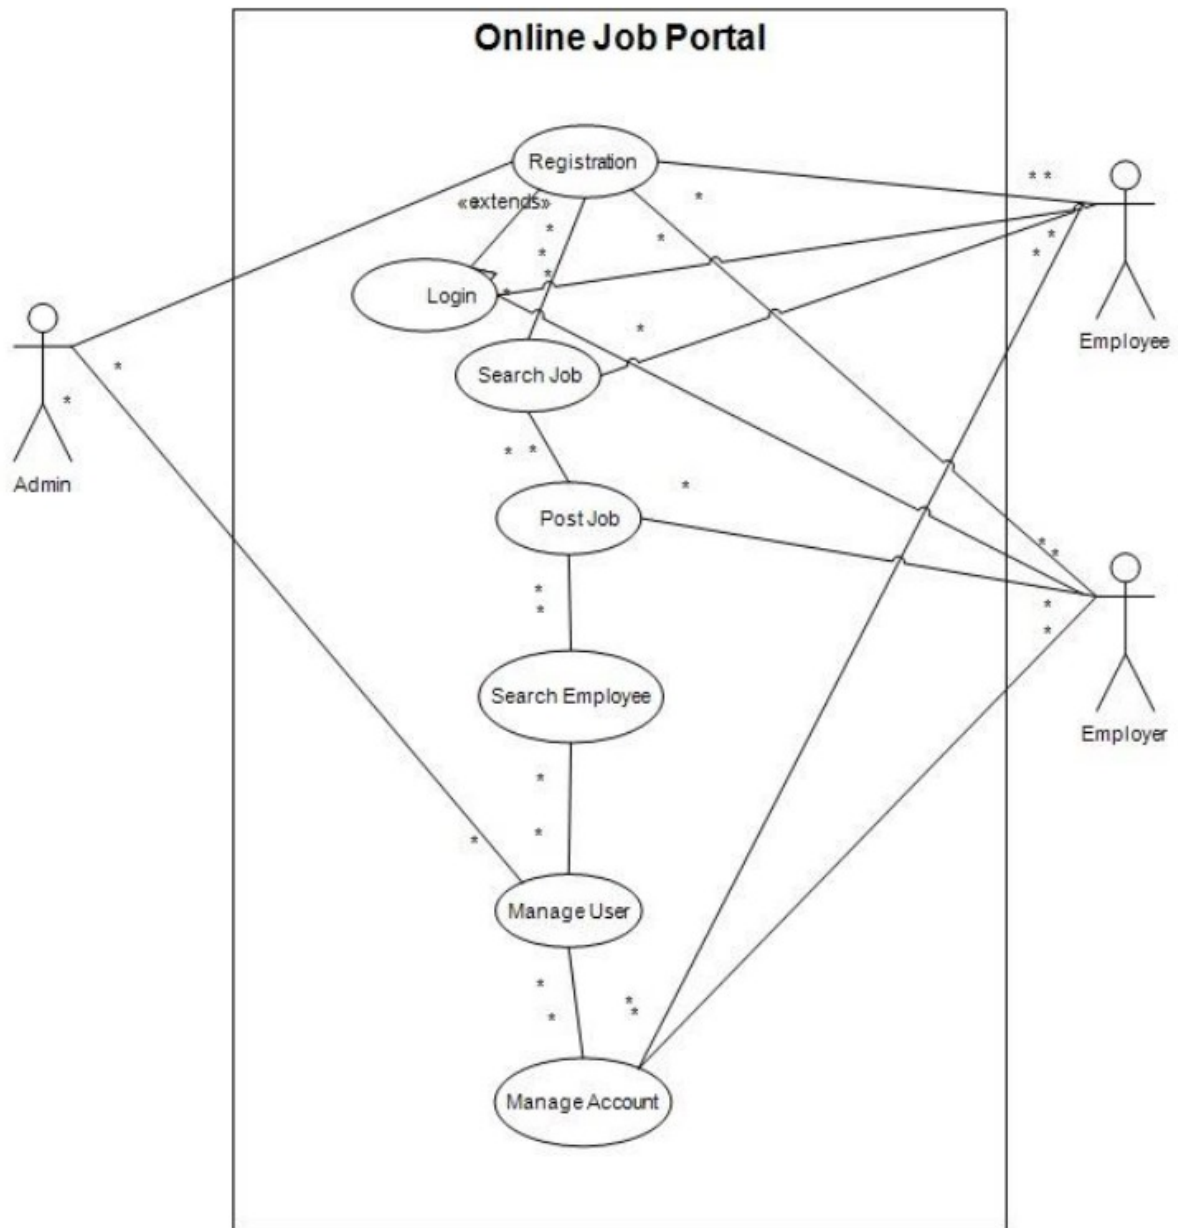 Online Job Portal
Registration
«extends»
Login
Search Job
Employee
Admin
Post Job
Search Employee
Employer
Manage User
Manage Account